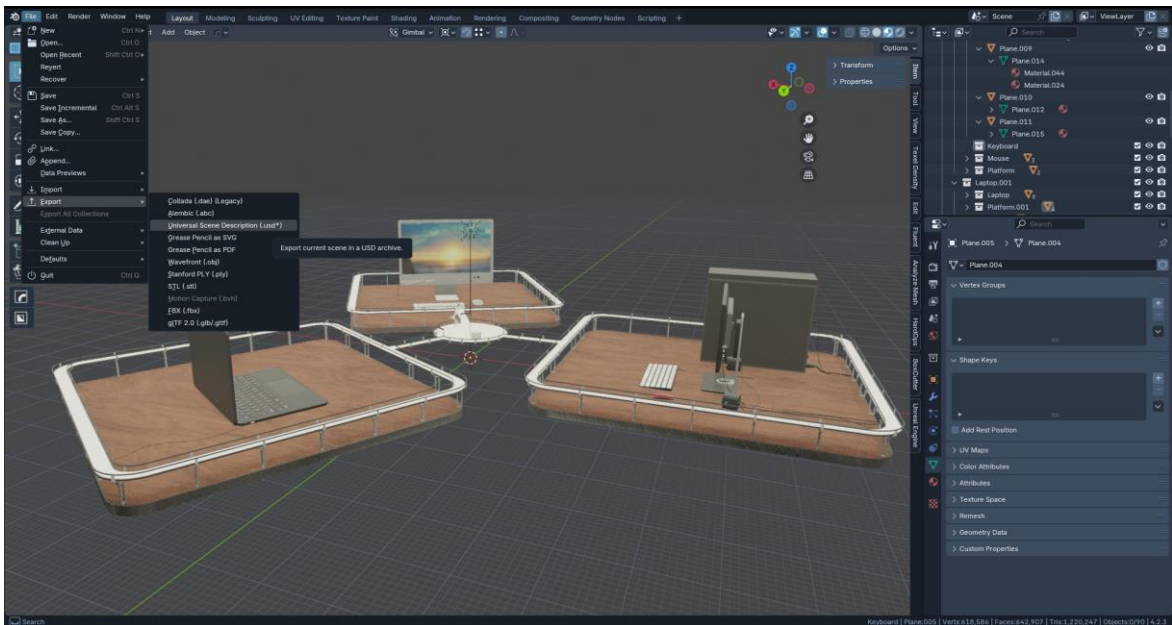 File Edit Render Window Help
Layout Modeling Sculpting UV Editing Texture Paint Shading Animation Rendering Compositing Geometry Nodes Scripting +
Scene
ViewLayer
Add Object
Gimbal
Options
New Ctrl N
Open... Ctrl O
Open Recent Shift Ctrl O
Revert
Recover
Save Ctrl S
Save Incremental Ctrl Alt S
Save As... Shift Ctrl S
Save Copy...
Link...
Append...
Data Previews
Import
Export
Export All Collections
External Data
Clean Up
Defaults
Quit Ctrl Q
Collada (.dae) (Legacy)
Alembic (.abc)
Universal Scene Description (.usd*)
Grease Pencil as SVG
Grease Pencil as PDF
Wavefront (.obj)
Stanford PLY (.ply)
STL (.stl)
Motion Capture (.bvh)
FBX (.fbx)
glTF 2.0 (.glb/.gltf)
Export current scene in a USD archive.
Z
X
Y
Transform
Properties
Item
Tool
View
Texel Density
Edit
Fluent
Analyze Mesh
HardOps
BoxCutter
Unreal Engine
Search
Plane.009
Plane.014
Material.044
Material.024
Plane.010
Plane.012
Plane.011
Plane.015
Keyboard
Mouse
Platform
Laptop.001
Laptop
Platform.001
Search
Plane.005 > Plane.004
Plane.004
Vertex Groups
Shape Keys
Add Rest Position
UV Maps
Color Attributes
Attributes
Texture Space
Remesh
Geometry Data
Custom Properties
Search
Keyboard | Plane.005 | Verts:618,586 | Faces:642,907 | Tris:1,220,247 | Objects:0/90 | 4.2.3